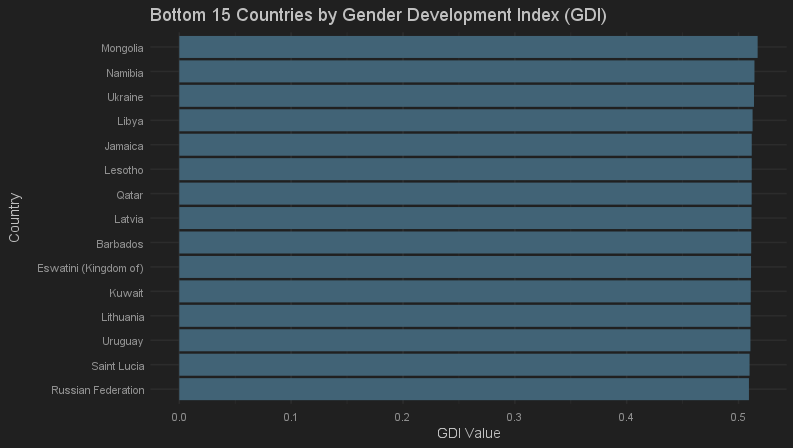 Bottom 15 Countries by Gender Development Index (GDI)
Country
Mongolia
Namibia
Ukraine
Libya
Jamaica
Lesotho
Qatar
Latvia
Barbados
Eswatini (Kingdom of)
Kuwait
Lithuania
Uruguay
Saint Lucia
Russian Federation
0.0 0.1 0.2 0.3 0.4 0.5
GDI Value